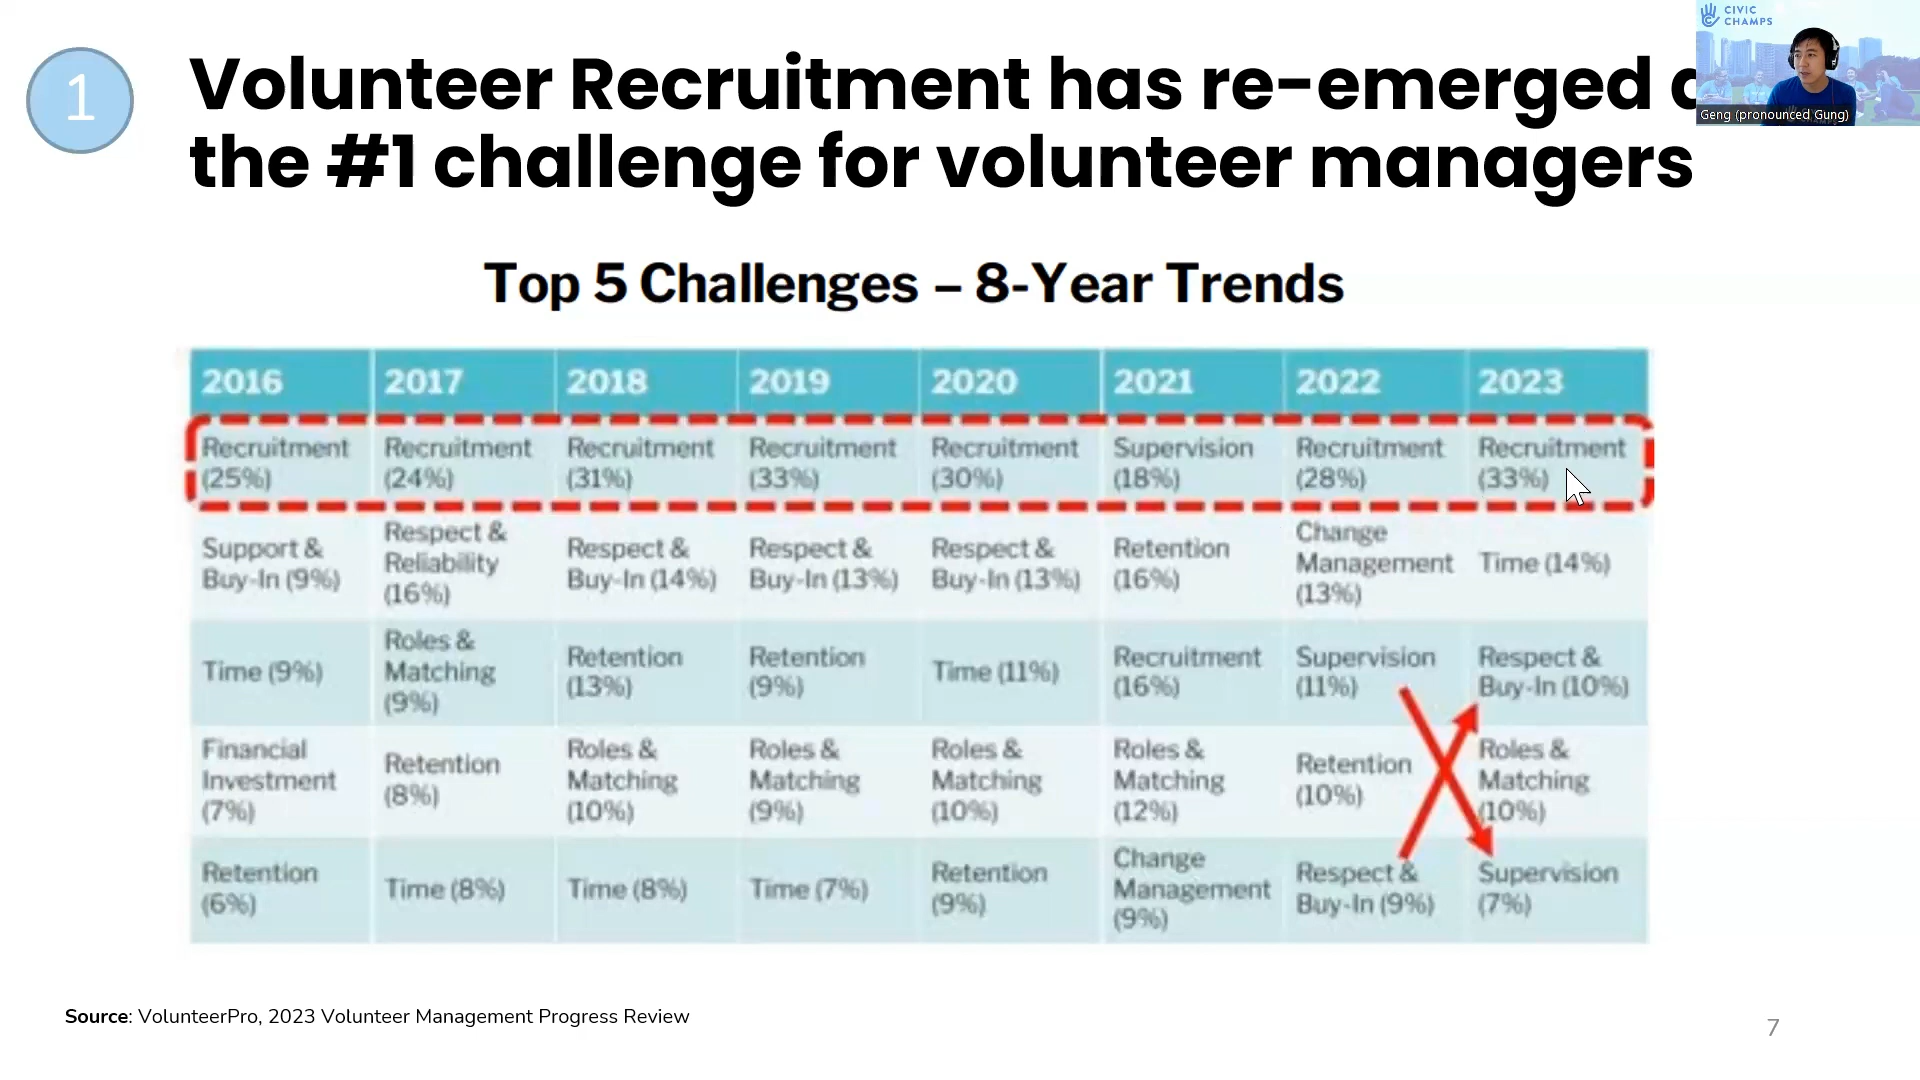 CIVIC
CHAMPS
Geng (pronounced Gung)
1
Volunteer Recruitment has re-emerged
the #1 challenge for volunteer managers
Top 5 Challenges – 8-Year Trends
2016 2017 2018 2019 2020 2021 2022 2023
Recruitment Recruitment Recruitment Recruitment Recruitment Supervision Recruitment Recruitment
(25%) (24%) (31%) (33%) (30%) (18%) (28%) (33%)
Support &
Buy-In (9%)
Respect &
Reliability
(16%)
Respect &
Buy-In (14%)
Respect &
Buy-In (13%)
Respect &
Buy-In (13%)
Retention
(16%)
Change
Management
(13%)
Time (14%)
Time (9%)
Roles &
Matching
(9%)
Retention
(13%)
Retention
(9%)
Time (11%)
Recruitment
(16%)
Supervision
(11%)
Respect &
Buy-In (10%)
Financial
Investment
(7%)
Retention
(8%)
Roles &
Matching
(10%)
Roles &
Matching
(9%)
Roles &
Matching
(10%)
Roles &
Matching
(12%)
Retention
(10%)
Roles &
Matching
(10%)
Retention
(6%)
Time (8%)
Time (8%)
Time (7%)
Retention
(9%)
Change
Management
(9%)
Respect &
Buy-In (9%)
Supervision
(7%)
Source: VolunteerPro, 2023 Volunteer Management Progress Review
7